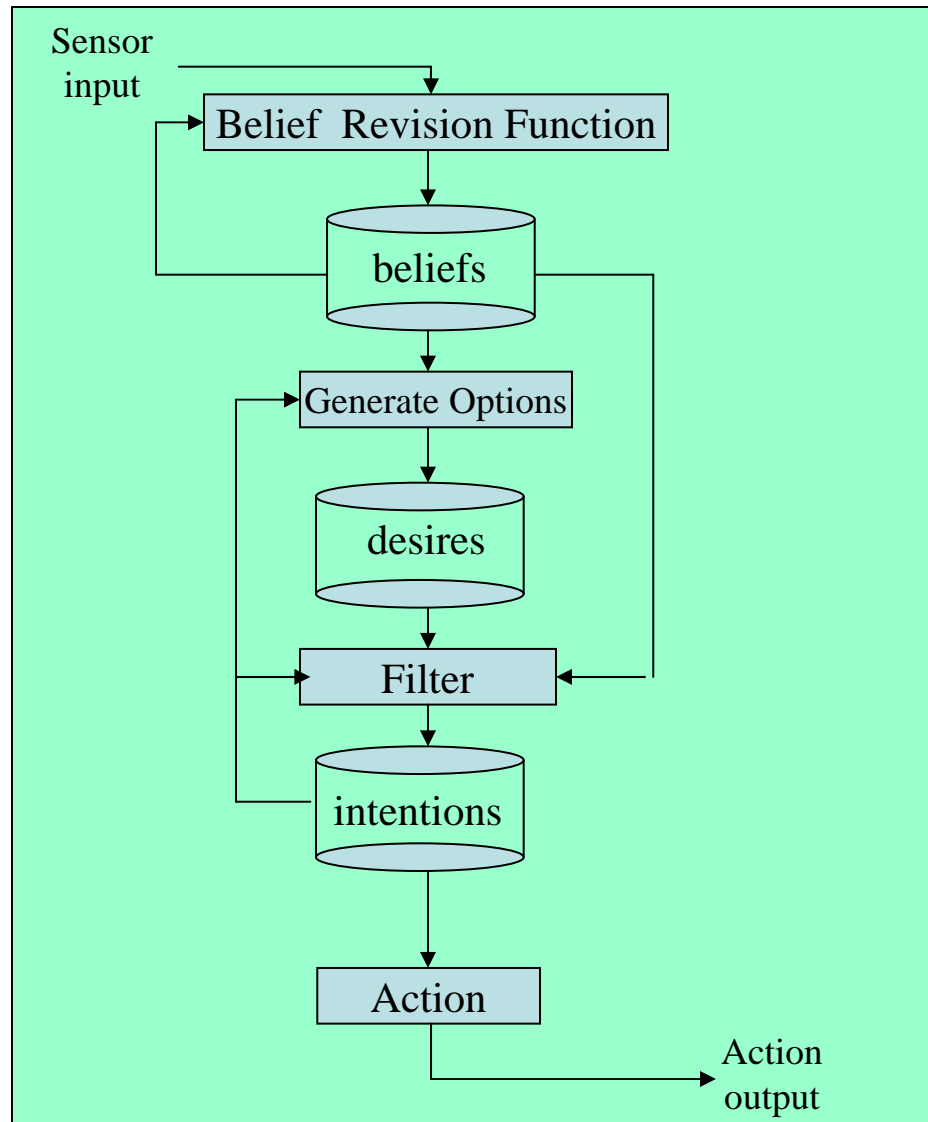 Sensor
input
Belief Revision Function
beliefs
Generate Options
desires
Filter
intentions
Action
Action
output